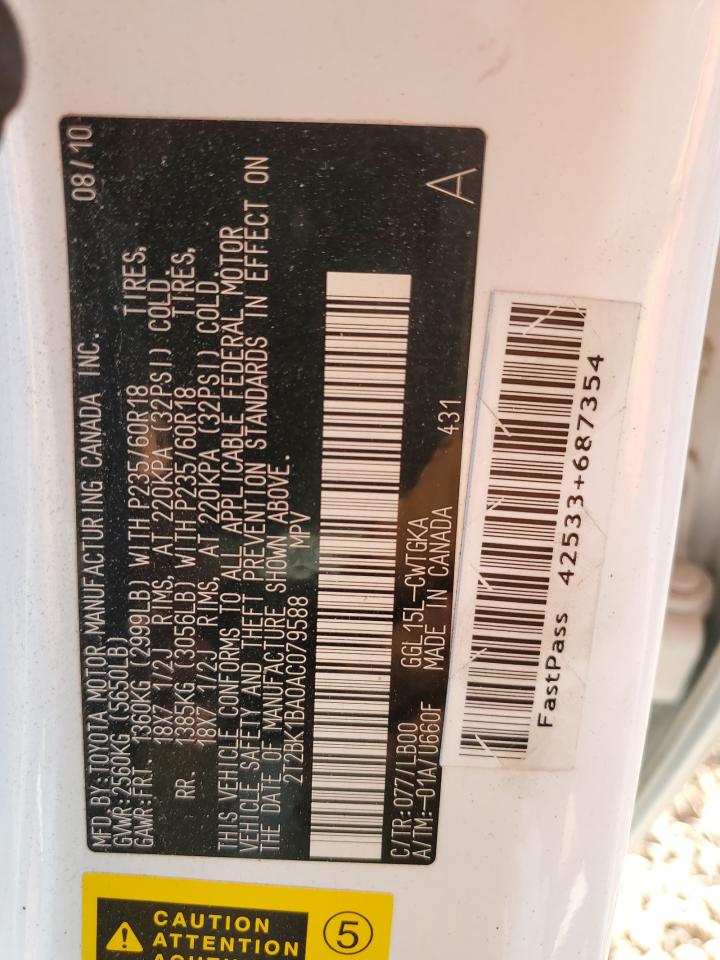 MFD. BY: TOYOTA MOTOR MANUFACTURING CANADA INC. 08/10
GVWR: 2560KG (5650LB)
GAWR: FRT. 1360KG (2999LB) WITH P235/60R18 TIRES,
18X7 1/2J RIMS, AT 220KPA (32PSI) COLD.
RR. 1385KG (3056LB) WITH P235/60R18 TIRES,
18X7 1/2J RIMS, AT 220KPA (32PSI) COLD.
THIS VEHICLE CONFORMS TO ALL APPLICABLE FEDERAL MOTOR
VEHICLE SAFETY AND THEFT PREVENTION STANDARDS IN EFFECT ON
THE DATE OF MANUFACTURE SHOWN ABOVE.
2T2BK1BA0AC079588 MPV
C/TR: 077/LB00 GGL15L-CWTGKA
A/TM: -01A/U660F MADE IN CANADA 431
A
FastPass 42533+687354
CAUTION
ATTENTION
5